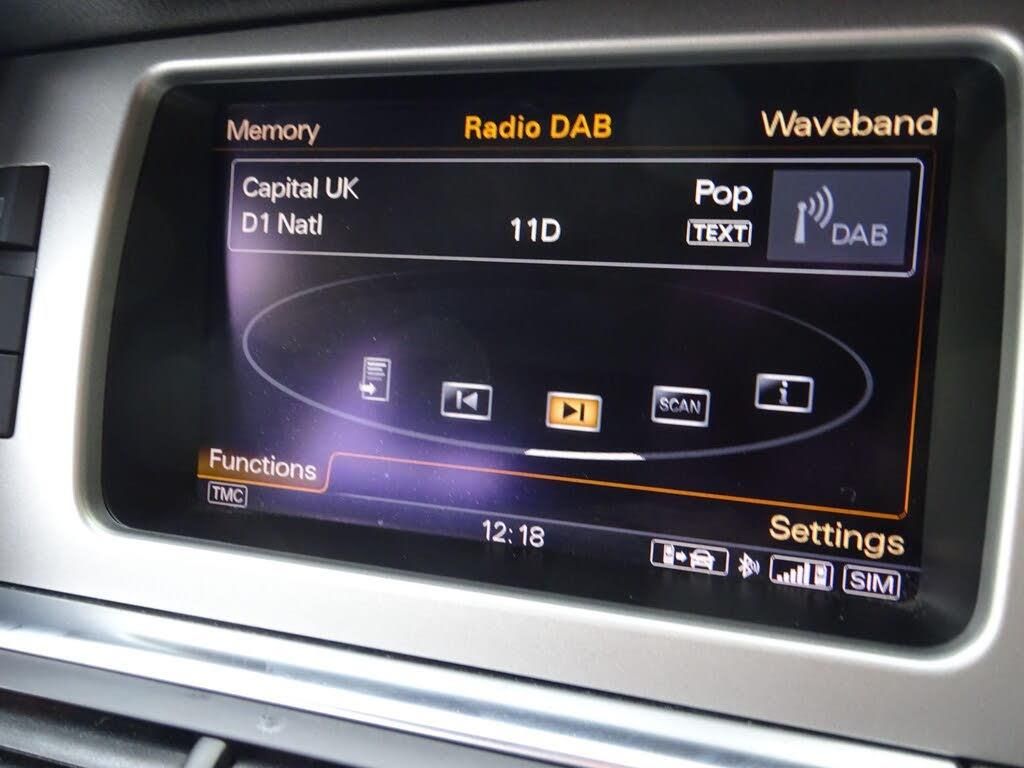 Memory Radio DAB Waveband
Capital UK Pop
D1 Natl 11D TEXT DAB
SCAN i
Functions
TMC
12:18 Settings
SIM